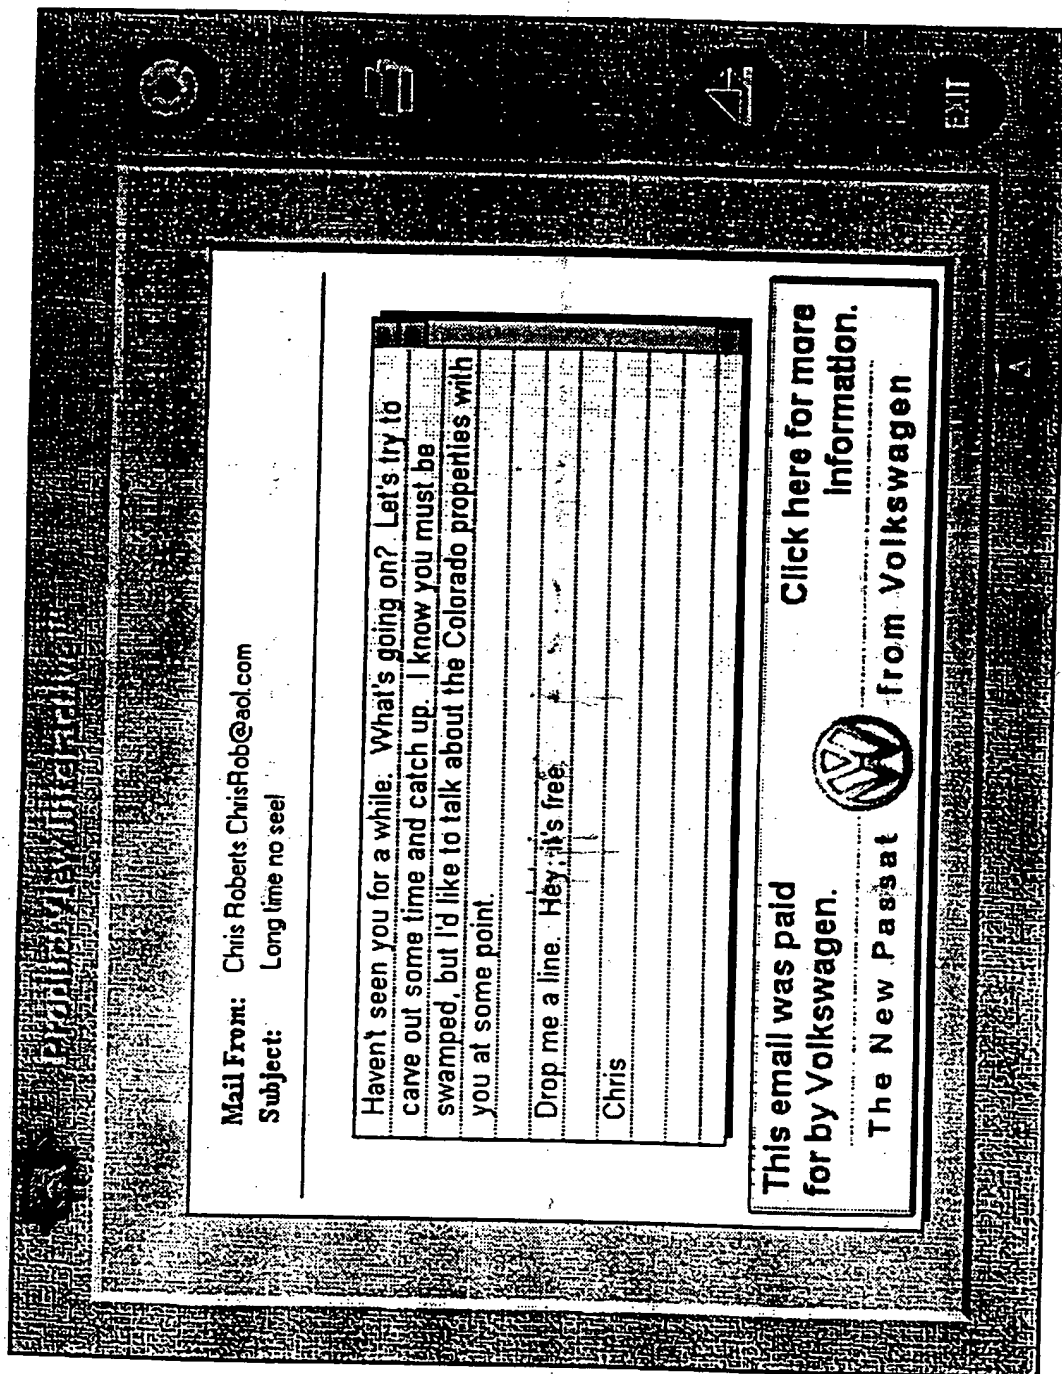 Mail From: Chris Roberts ChrisRob@aol.com
Subject: Long time no see!
Haven't seen you for a while. What's going on? Let's try to
carve out some time and catch up. I know you must be
swamped, but I'd like to talk about the Colorado properties with
you at some point.
Drop me a line. Hey, it's free.
Chris
This email was paid
for by Volkswagen.
Click here for more
Information.
The New Passat
from Volkswagen
EXIT